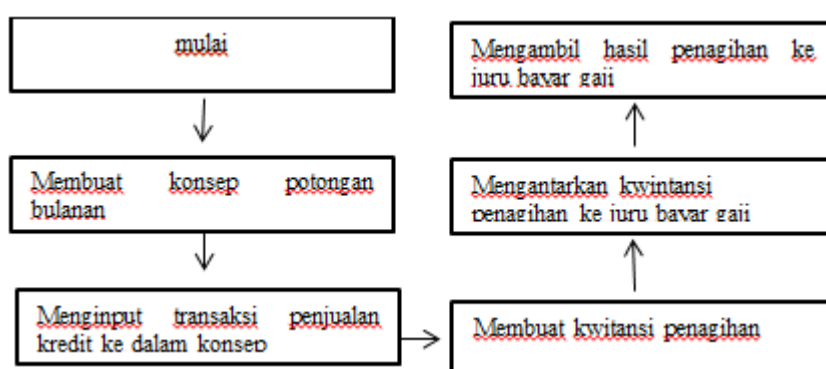 mulai
Membuat konsep potongan
bulanan
Menginput transaksi penjualan
kredit ke dalam konsep
Membuat kwitansi penagihan
Mengantarkan kwintansi
penagihan ke juru bayar gaji
Mengambil hasil penagihan ke
juru bayar gaji